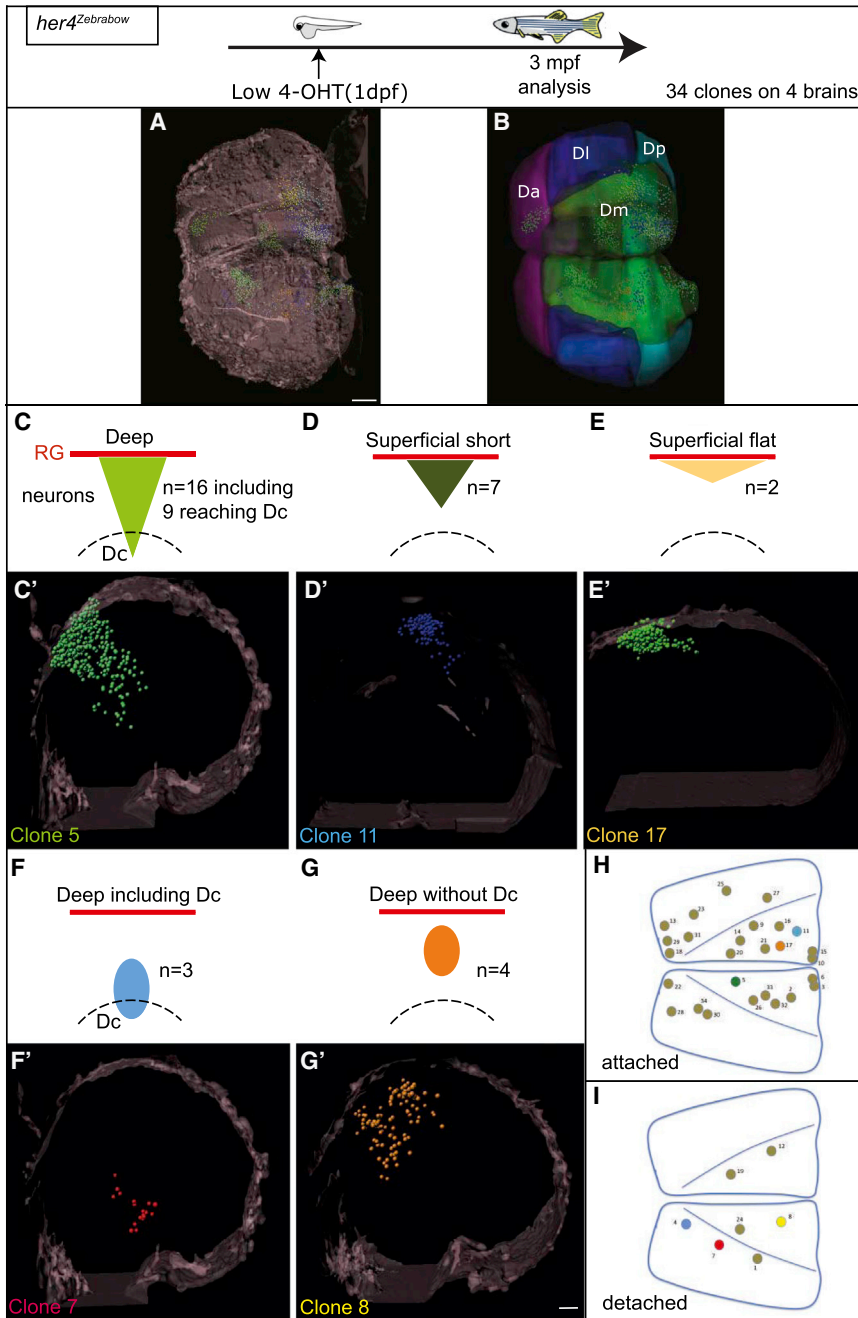 her4Zebrabow
Low 4-OHT(1dpf)
3 mpf
analysis
34 clones on 4 brains
A
B
Da
Dl
Dp
Dm
C
Deep
RG
neurons
n=16 including
9 reaching Dc
Dc
D
Superficial short
n=7
E
Superficial flat
n=2
C'
Clone 5
D'
Clone 11
E'
Clone 17
F
Deep including Dc
n=3
Dc
G
Deep without Dc
n=4
F'
Clone 7
G'
Clone 8
H
25
27
23
13
9
16
11
31
14
29
21
17
18
20
15
10
22
5
6
3
33
2
34
26
32
28
30
attached
I
12
19
4
8
24
7
1
detached